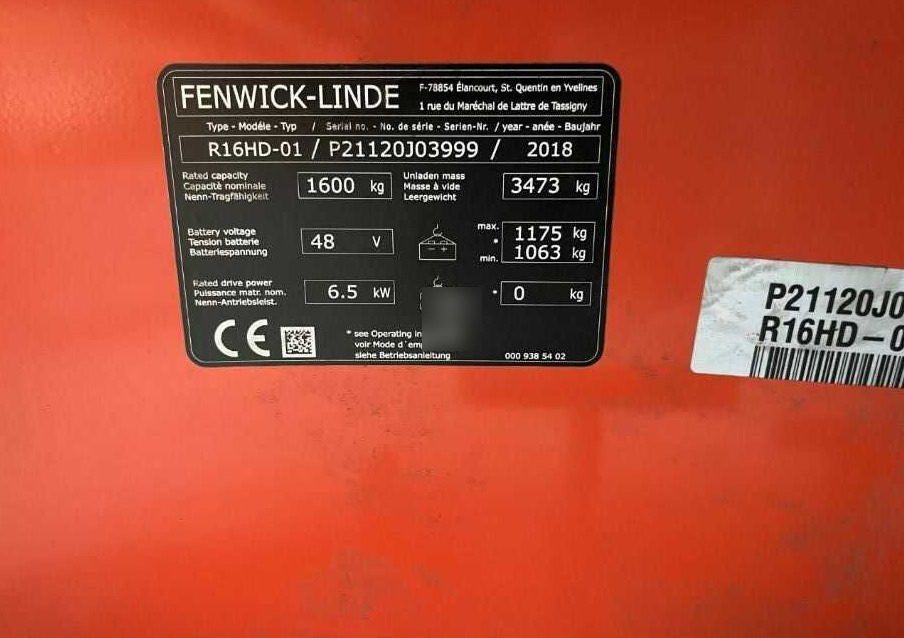 FENWICK-LINDE
F-78854 Élancourt, St. Quentin en Yvelines
1 rue du Maréchal de Lattre de Tassigny
Type - Modéle - Typ / Serial no. - No. de série - Serien-Nr. / year - anée - Baujahr
R16HD-01 / P21120J03999 / 2018
Rated capacity
Capacité nominale
Nenn-Tragfähigkeit
1600 kg
Unladen mass
Masse à vide
Leergewicht
3473 kg
Battery voltage
Tension batterie
Batteriespannung
48 V
max. 1175 kg
*
min. 1063 kg
Rated drive power
Puissance matr. nom.
Nenn-Antriebsleist.
6.5 kW
* 0 kg
CE
* see Operating in
voir Mode d'emp
siehe Betriebsanleitung
000 938 54 02
P21120J0
R16HD-0